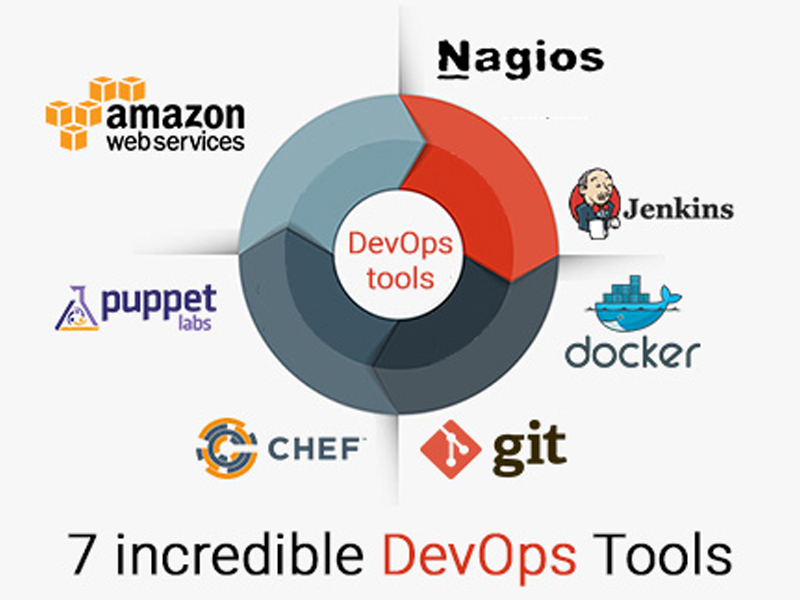 Nagios
amazon
webservices
Jenkins
DevOps
tools
puppet
labs
docker
CHEF
git
7 incredible DevOps Tools